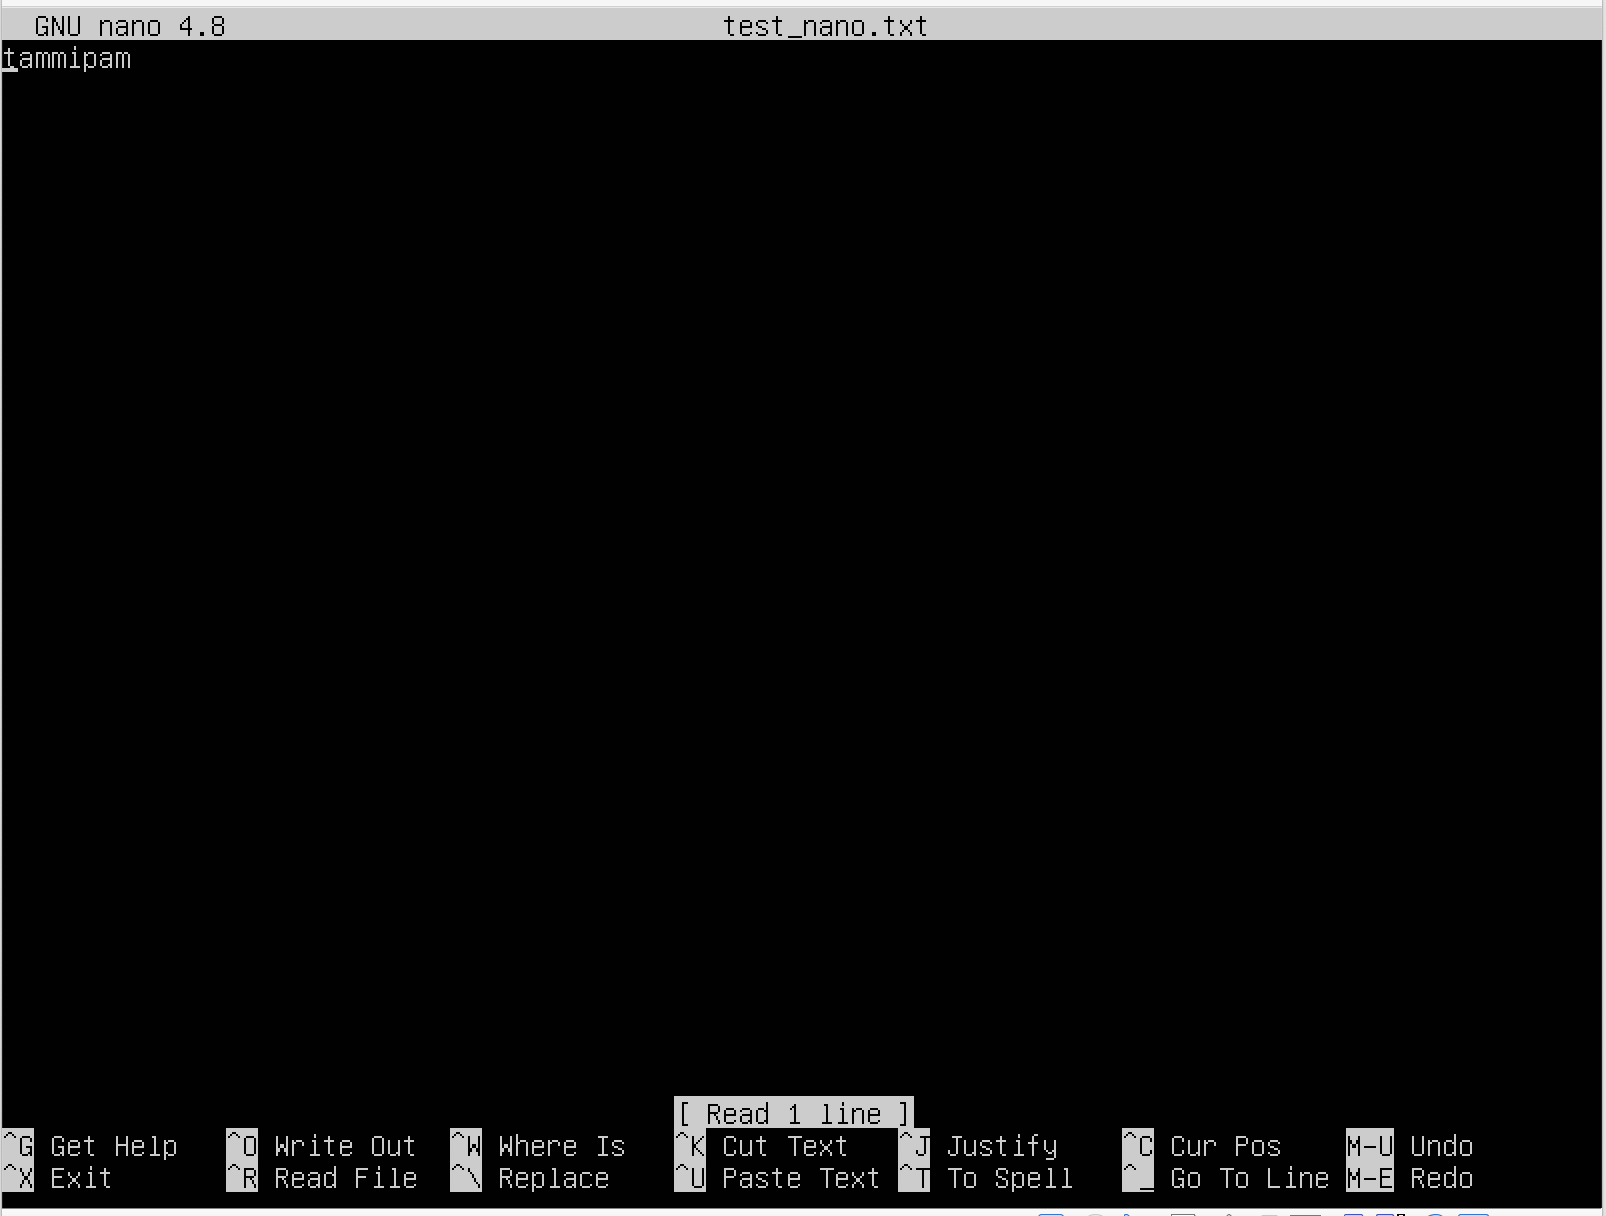 GNU nano 4.8 test_nano.txt
tammipam
[ Read 1 line ]
^G Get Help ^O Write Out ^W Where Is ^K Cut Text ^J Justify ^C Cur Pos M-U Undo
^X Exit ^R Read File ^\ Replace ^U Paste Text ^T To Spell ^_ Go To Line M-E Redo